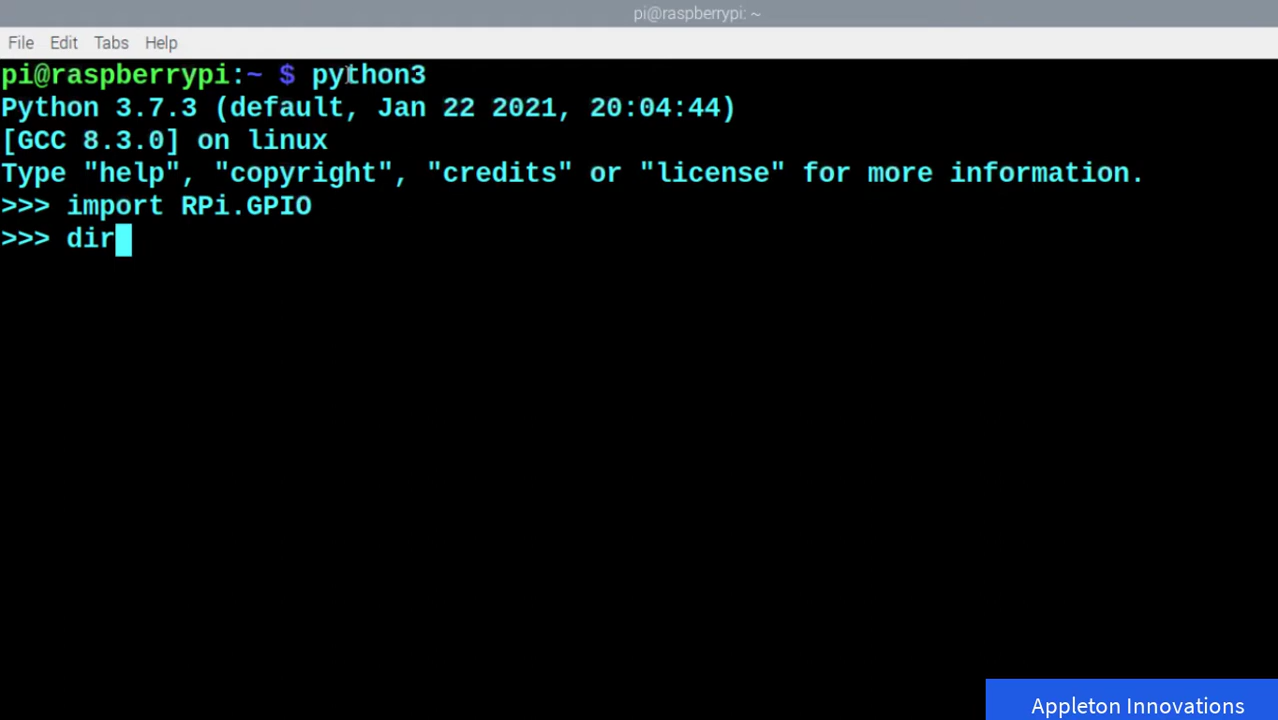 pi@raspberrypi: ~
File Edit Tabs Help
pi@raspberrypi:~ $ python3
Python 3.7.3 (default, Jan 22 2021, 20:04:44)
[GCC 8.3.0] on linux
Type "help", "copyright", "credits" or "license" for more information.
>>> import RPi.GPIO
>>> dir
Appleton Innovations